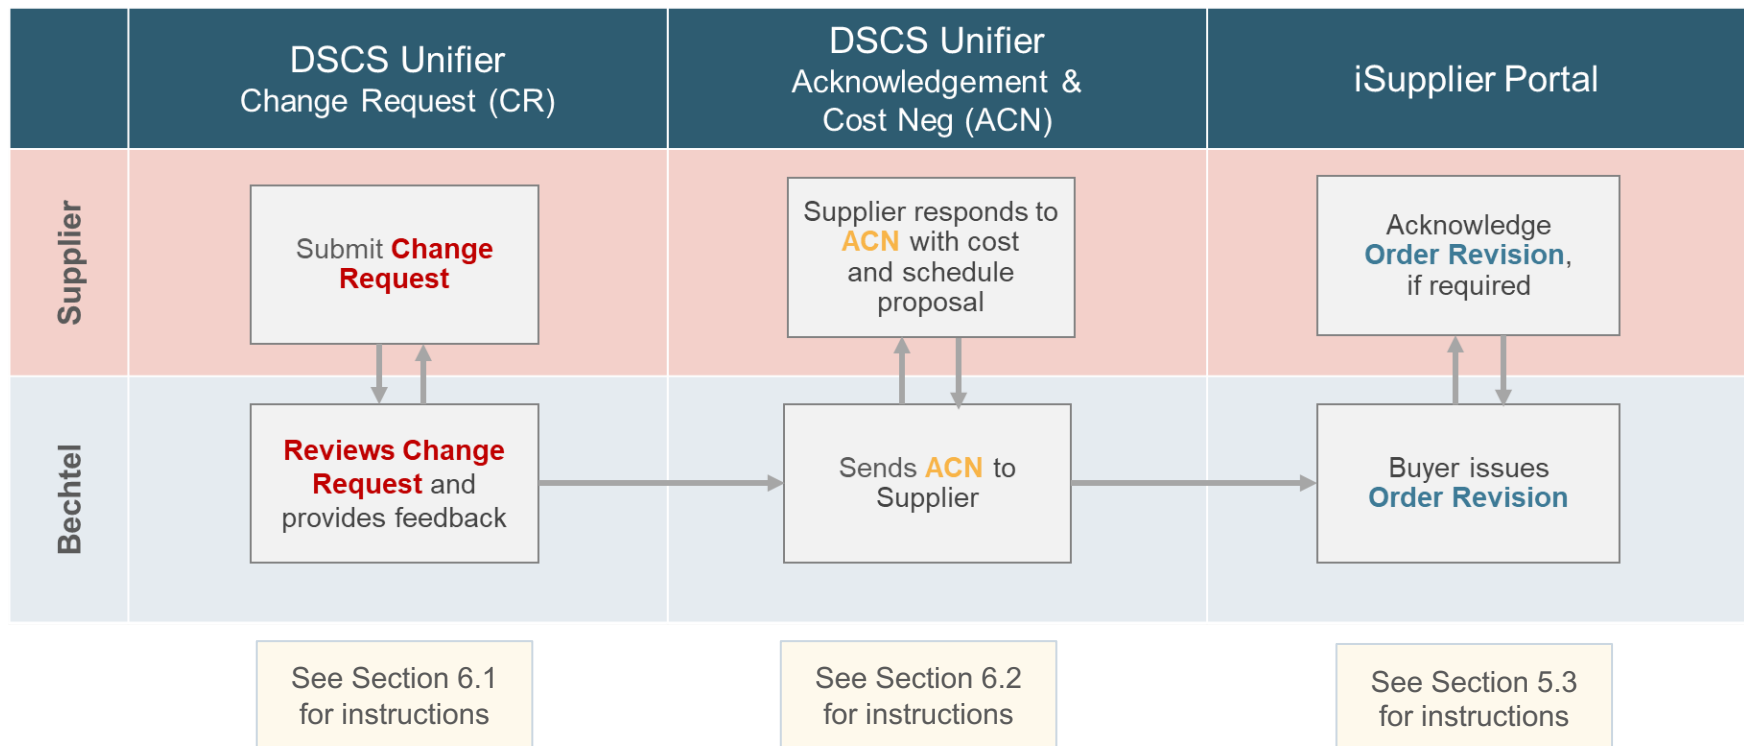 DSCS Unifier
Change Request (CR)
DSCS Unifier
Acknowledgement &
Cost Neg (ACN)
iSupplier Portal
Supplier
Submit Change
Request
Supplier responds to
ACN with cost
and schedule
proposal
Acknowledge
Order Revision,
if required
Bechtel
Reviews Change
Request and
provides feedback
Sends ACN to
Supplier
Buyer issues
Order Revision
See Section 6.1
for instructions
See Section 6.2
for instructions
See Section 5.3
for instructions